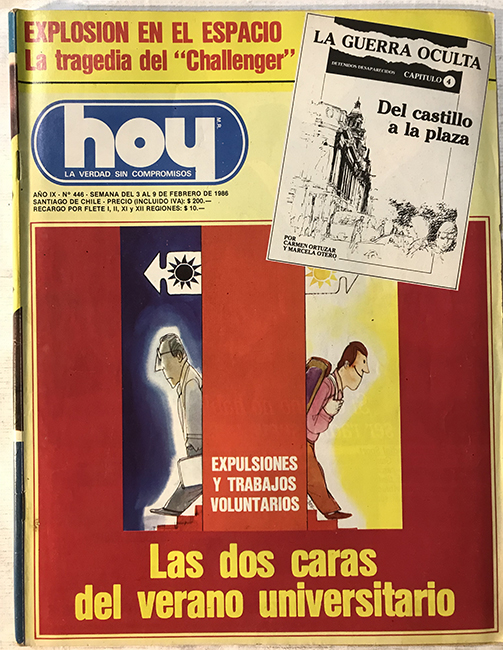 EXPLOSION EN EL ESPACIO
La tragedia del "Challenger"
hoy
M.R.
LA VERDAD SIN COMPROMISOS
AÑO IX - Nº 446 - SEMANA DEL 3 AL 9 DE FEBRERO DE 1986
SANTIAGO DE CHILE - PRECIO (INCLUIDO IVA): $ 200.—
RECARGO POR FLETE I, II, XI y XII REGIONES: $ 10.—
LA GUERRA OCULTA
DETENIDOS DESAPARECIDOS
CAPITULO 4
Del castillo
a la plaza
POR
CARMEN ORTUZAR
Y MARCELA OTERO
EXPULSIONES
Y TRABAJOS
VOLUNTARIOS
Las dos caras
del verano universitario